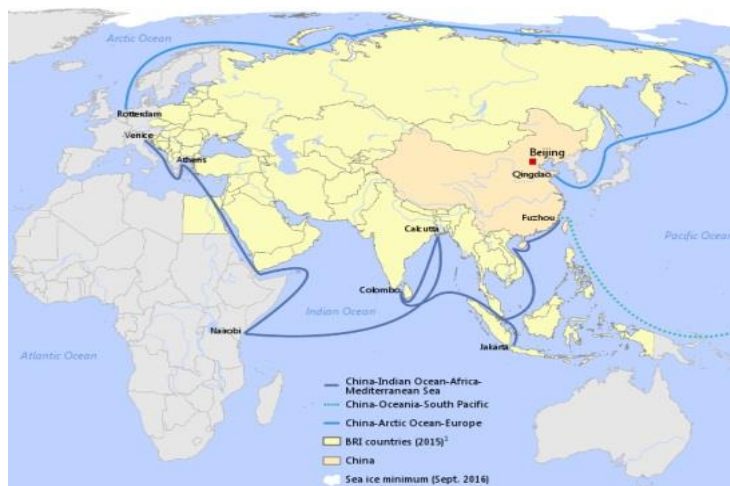 Arctic Ocean
Rotterdam
Venice
Athens
Beijing
Qingdao
Fuzhou
Calcutta
Pacific Ocean
Colombo
Indian Ocean
Nairobi
Jakarta
Atlantic Ocean
China-Indian Ocean-Africa-
Mediterranean Sea
China-Oceania-South Pacific
China-Arctic Ocean-Europe
BRI countries (2015)¹
China
Sea ice minimum (Sept. 2016)